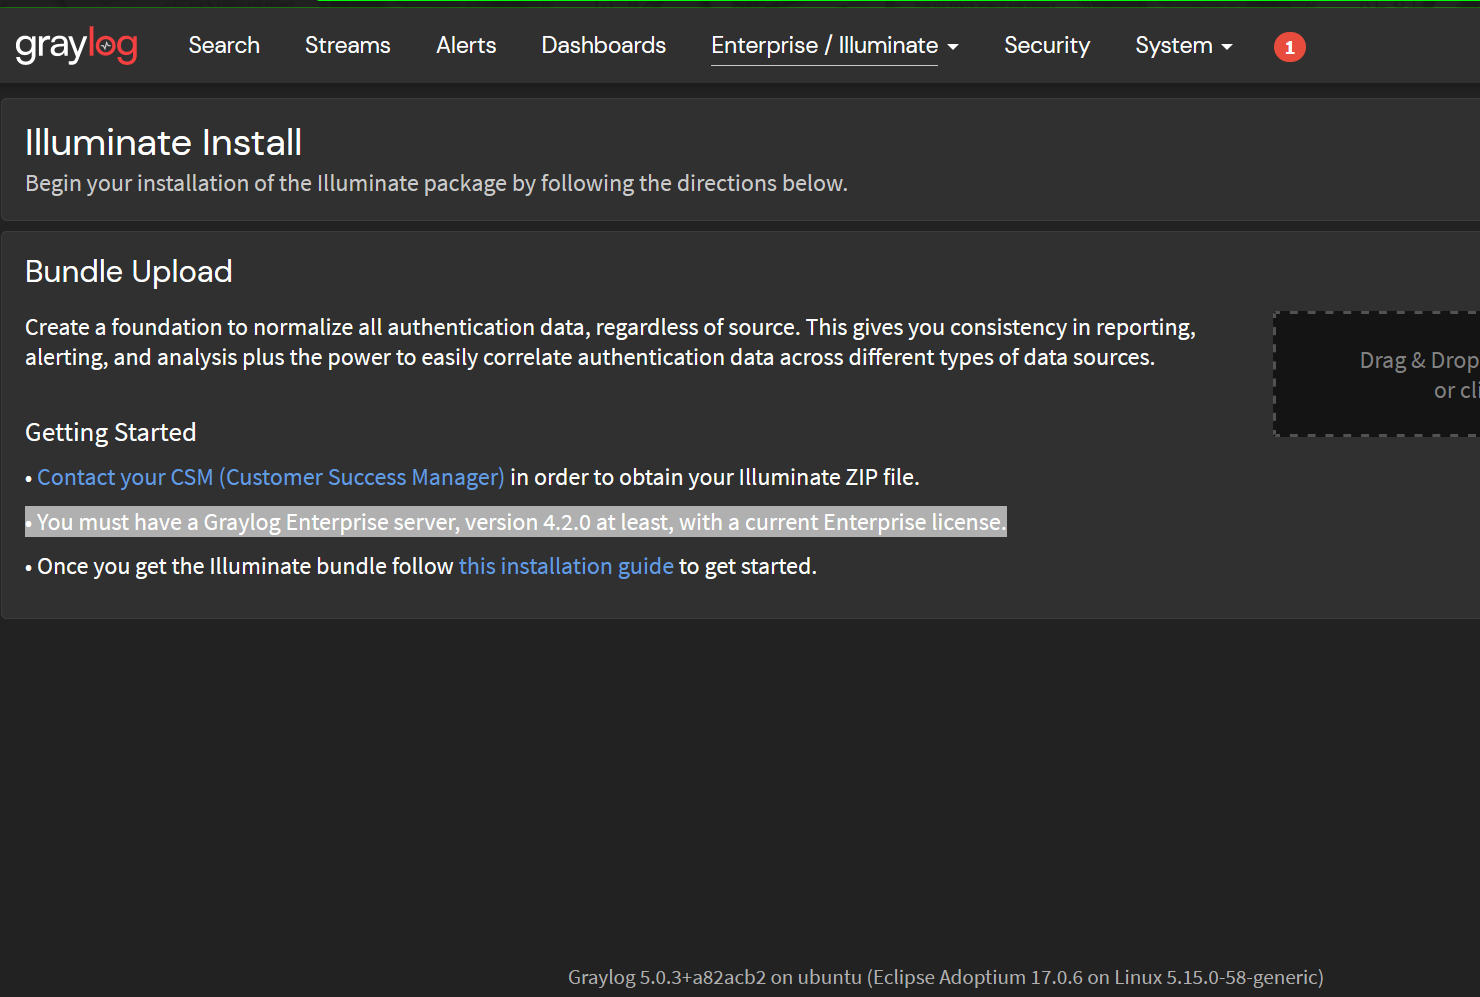 graylog Search Streams Alerts Dashboards Enterprise / Illuminate Security System 1
Illuminate Install
Begin your installation of the Illuminate package by following the directions below.
Bundle Upload
Create a foundation to normalize all authentication data, regardless of source. This gives you consistency in reporting,
alerting, and analysis plus the power to easily correlate authentication data across different types of data sources.
Drag & Drop
or cli
Getting Started
• Contact your CSM (Customer Success Manager) in order to obtain your Illuminate ZIP file.
• You must have a Graylog Enterprise server, version 4.2.0 at least, with a current Enterprise license.
• Once you get the Illuminate bundle follow this installation guide to get started.
Graylog 5.0.3+a82acb2 on ubuntu (Eclipse Adoptium 17.0.6 on Linux 5.15.0-58-generic)